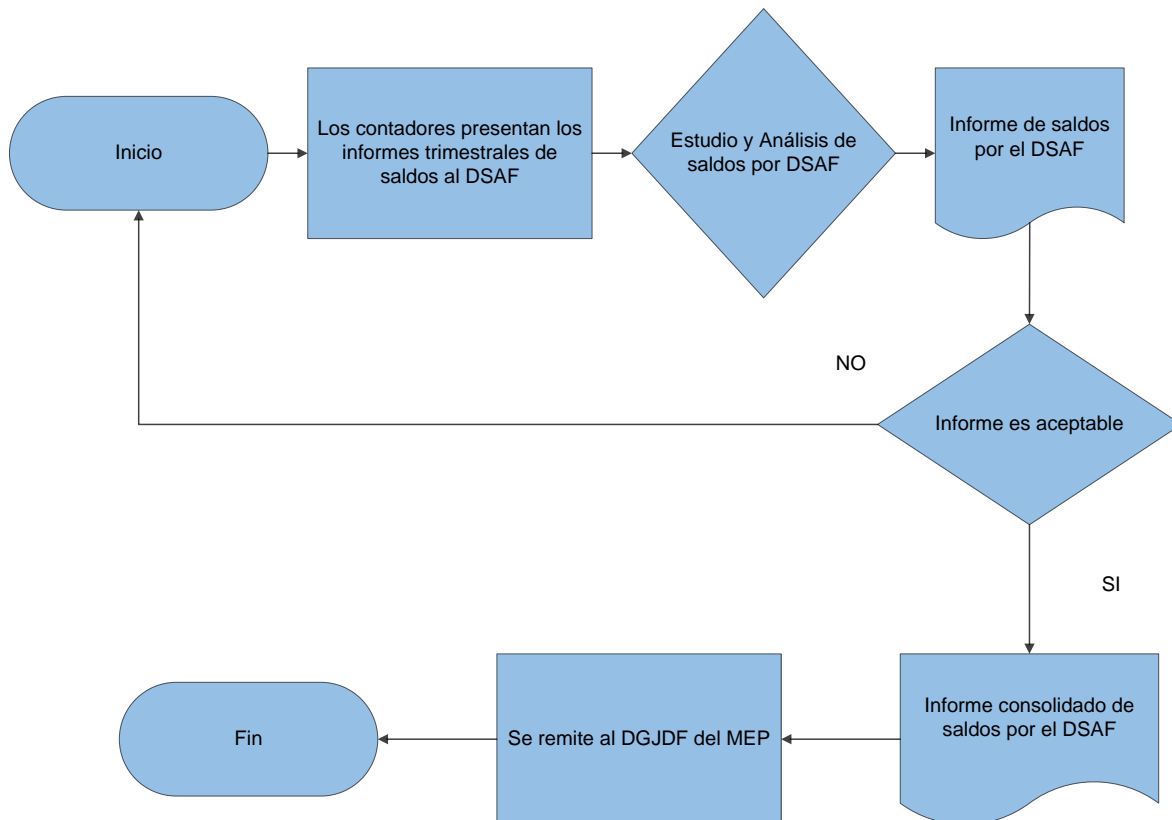 Inicio
Los contadores presentan los
informes trimestrales de
saldos al DSAF
Estudio y Análisis de
saldos por DSAF
Informe de saldos
por el DSAF
NO
Informe es aceptable
SI
Informe consolidado de
saldos por el DSAF
Se remite al DGJDF del MEP
Fin